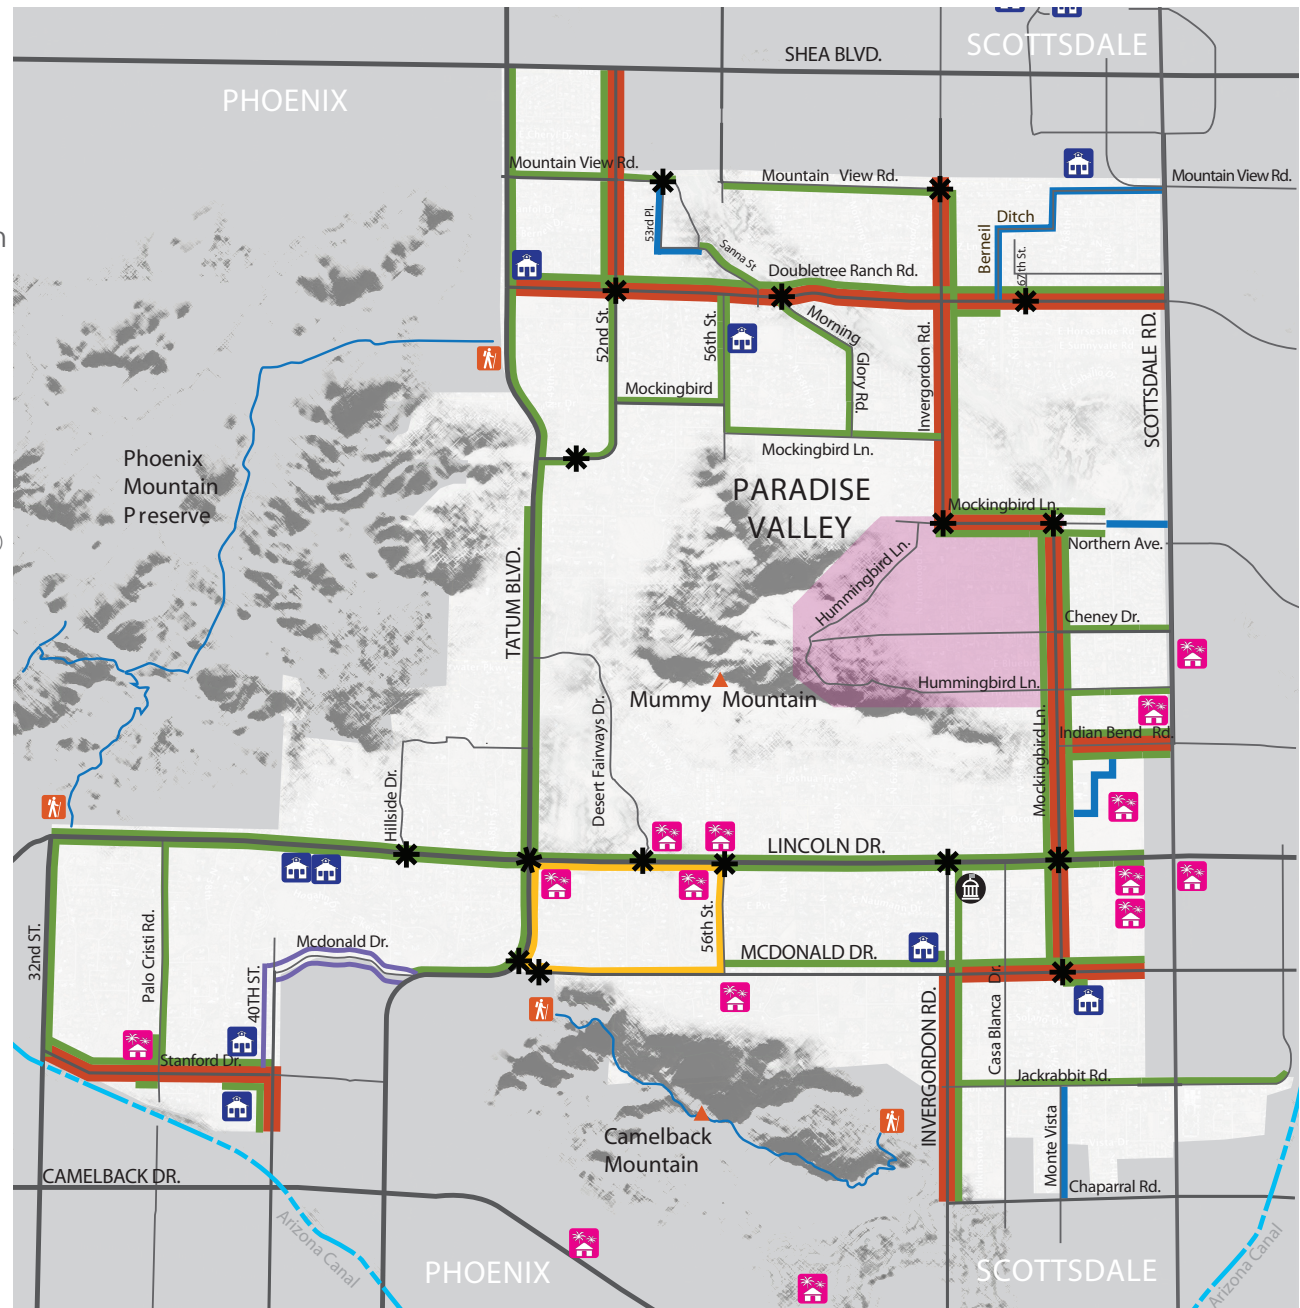 SCOTTSDALE
SHEA BLVD.
PHOENIX
Mountain View Rd.
Mountain View Rd.
Mountain View Rd.
53rd Pl.
Ditch
Berneil
Sanna St
67th St.
Doubletree Ranch Rd.
n
52nd St.
56th St.
Morning
Glory Rd.
Invergordon Rd.
SCOTTSDALE RD.
Mockingbird
Mockingbird Ln.
Phoenix
Mountain
Preserve
PARADISE
VALLEY
Mockingbird Ln.
Northern Ave.
)
Hummingbird Ln.
TATUM BLVD.
Cheney Dr.
Hummingbird Ln.
Mummy Mountain
Desert Fairways Dr.
Mockingbird Ln.
Indian Bend Rd.
Hillside Dr.
LINCOLN DR.
32nd ST.
Palo Cristi Rd.
Mcdonald Dr.
40TH ST.
56th St.
MCDONALD DR.
INVERGORDON RD.
Casa Blanca Dr.
Stanford Dr.
Jackrabbit Rd.
Camelback
Mountain
Monte Vista
Chaparral Rd.
CAMELBACK DR.
Arizona Canal
PHOENIX
SCOTTSDALE
Arizona Canal